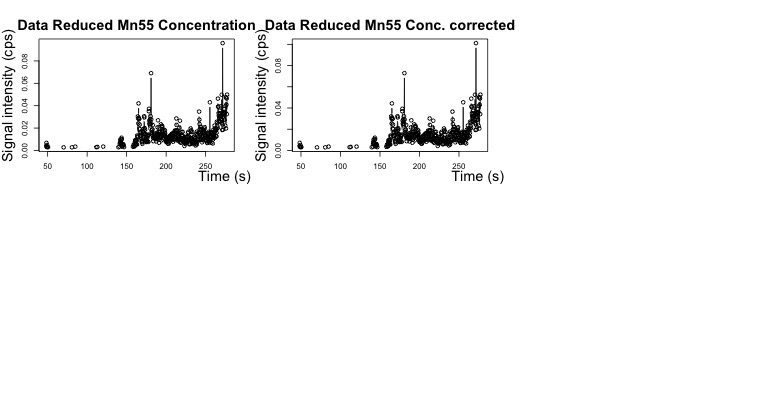 Data Reduced Mn55 Concentration
Signal intensity (cps)
0.00 0.02 0.04 0.06 0.08
50 100 150 200 250
Time (s)
Data Reduced Mn55 Conc. corrected
Signal intensity (cps)
0.00 0.04 0.08
50 100 150 200 250
Time (s)